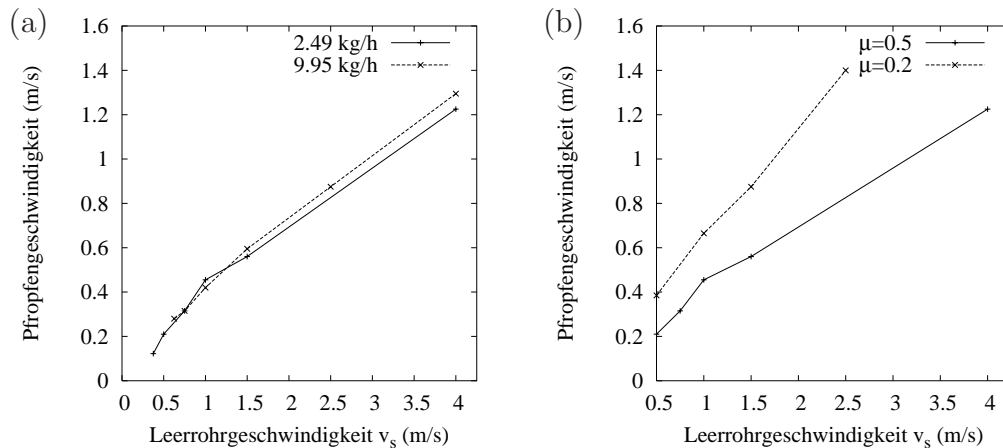 (a)
Pfropfengeschwindigkeit (m/s)
1.6
1.4
1.2
1
0.8
0.6
0.4
0.2
0
2.49 kg/h
9.95 kg/h
0 0.5 1 1.5 2 2.5 3 3.5 4
Leerrohrgeschwindigkeit v_s (m/s)
(b)
Pfropfengeschwindigkeit (m/s)
1.6
1.4
1.2
1
0.8
0.6
0.4
0.2
0
μ=0.5
μ=0.2
0.5 1 1.5 2 2.5 3 3.5 4
Leerrohrgeschwindigkeit v_s (m/s)